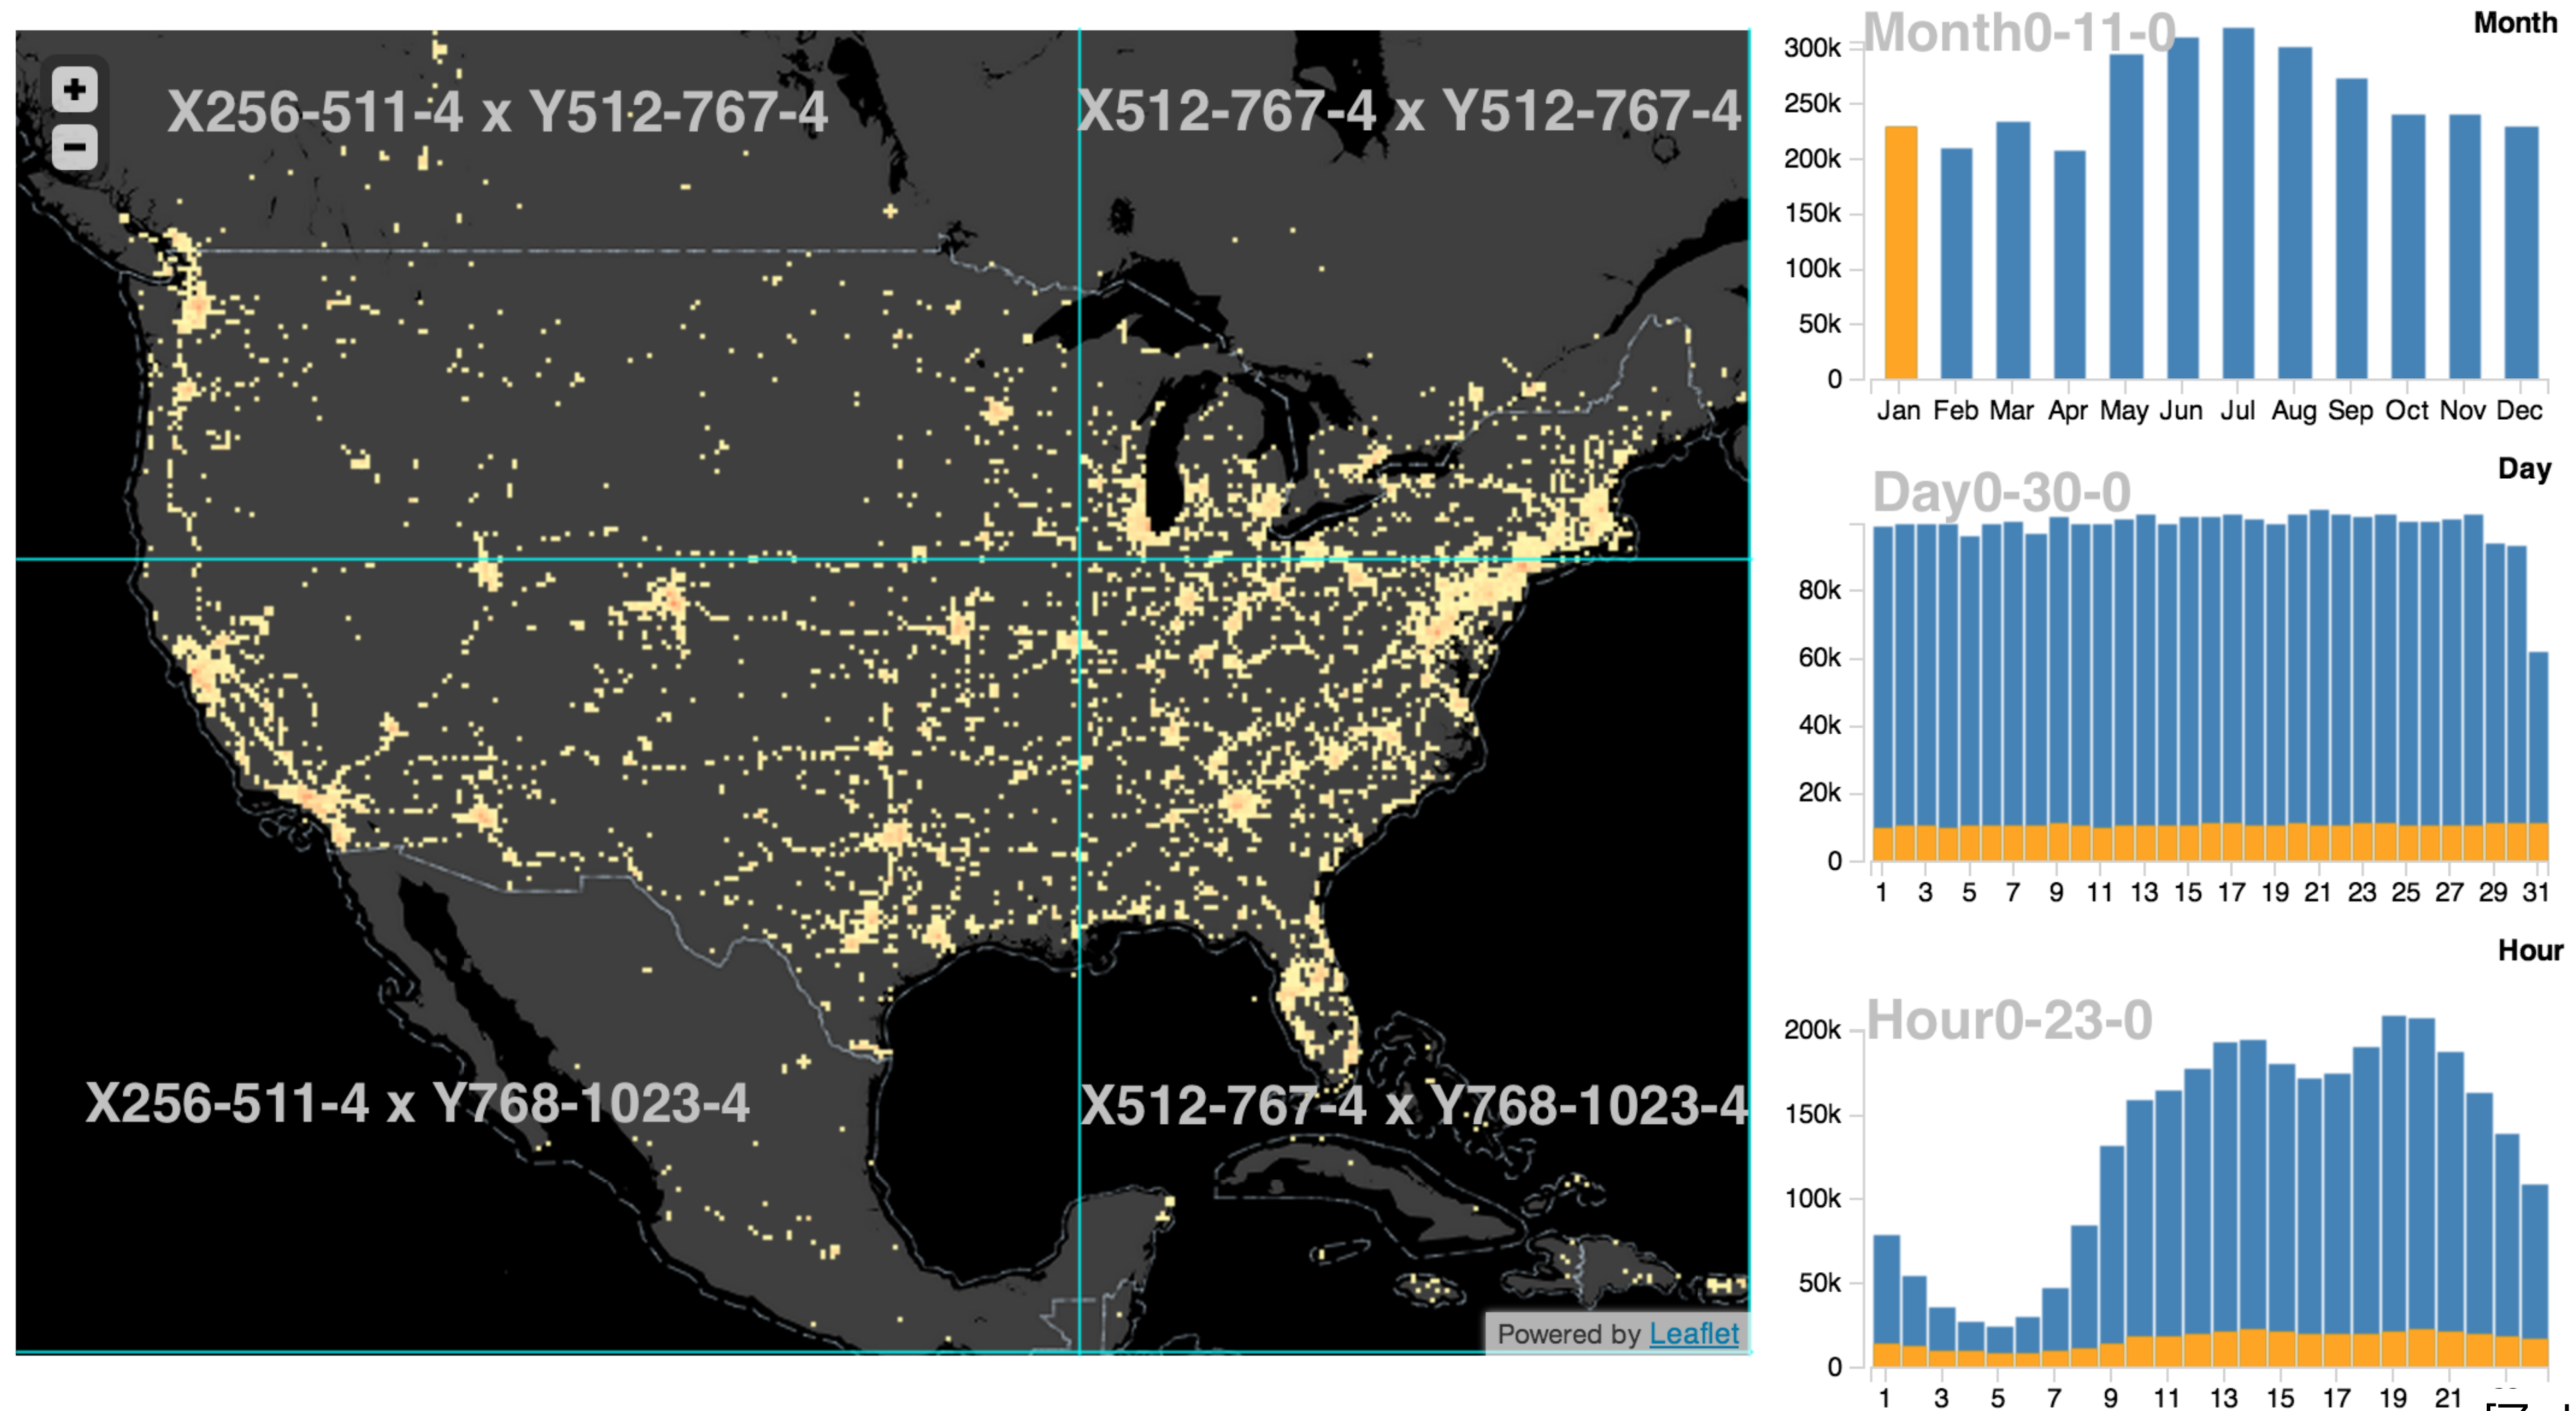 +
−
X256-511-4 x Y512-767-4
X512-767-4 x Y512-767-4
X256-511-4 x Y768-1023-4
X512-767-4 x Y768-1023-4
Powered by Leaflet
Month0-11-0
Month
300k
250k
200k
150k
100k
50k
0
Jan Feb Mar Apr May Jun Jul Aug Sep Oct Nov Dec
Day
Day0-30-0
80k
60k
40k
20k
0
1 3 5 7 9 11 13 15 17 19 21 23 25 27 29 31
Hour
Hour0-23-0
200k
150k
100k
50k
0
1 3 5 7 9 11 13 15 17 19 21